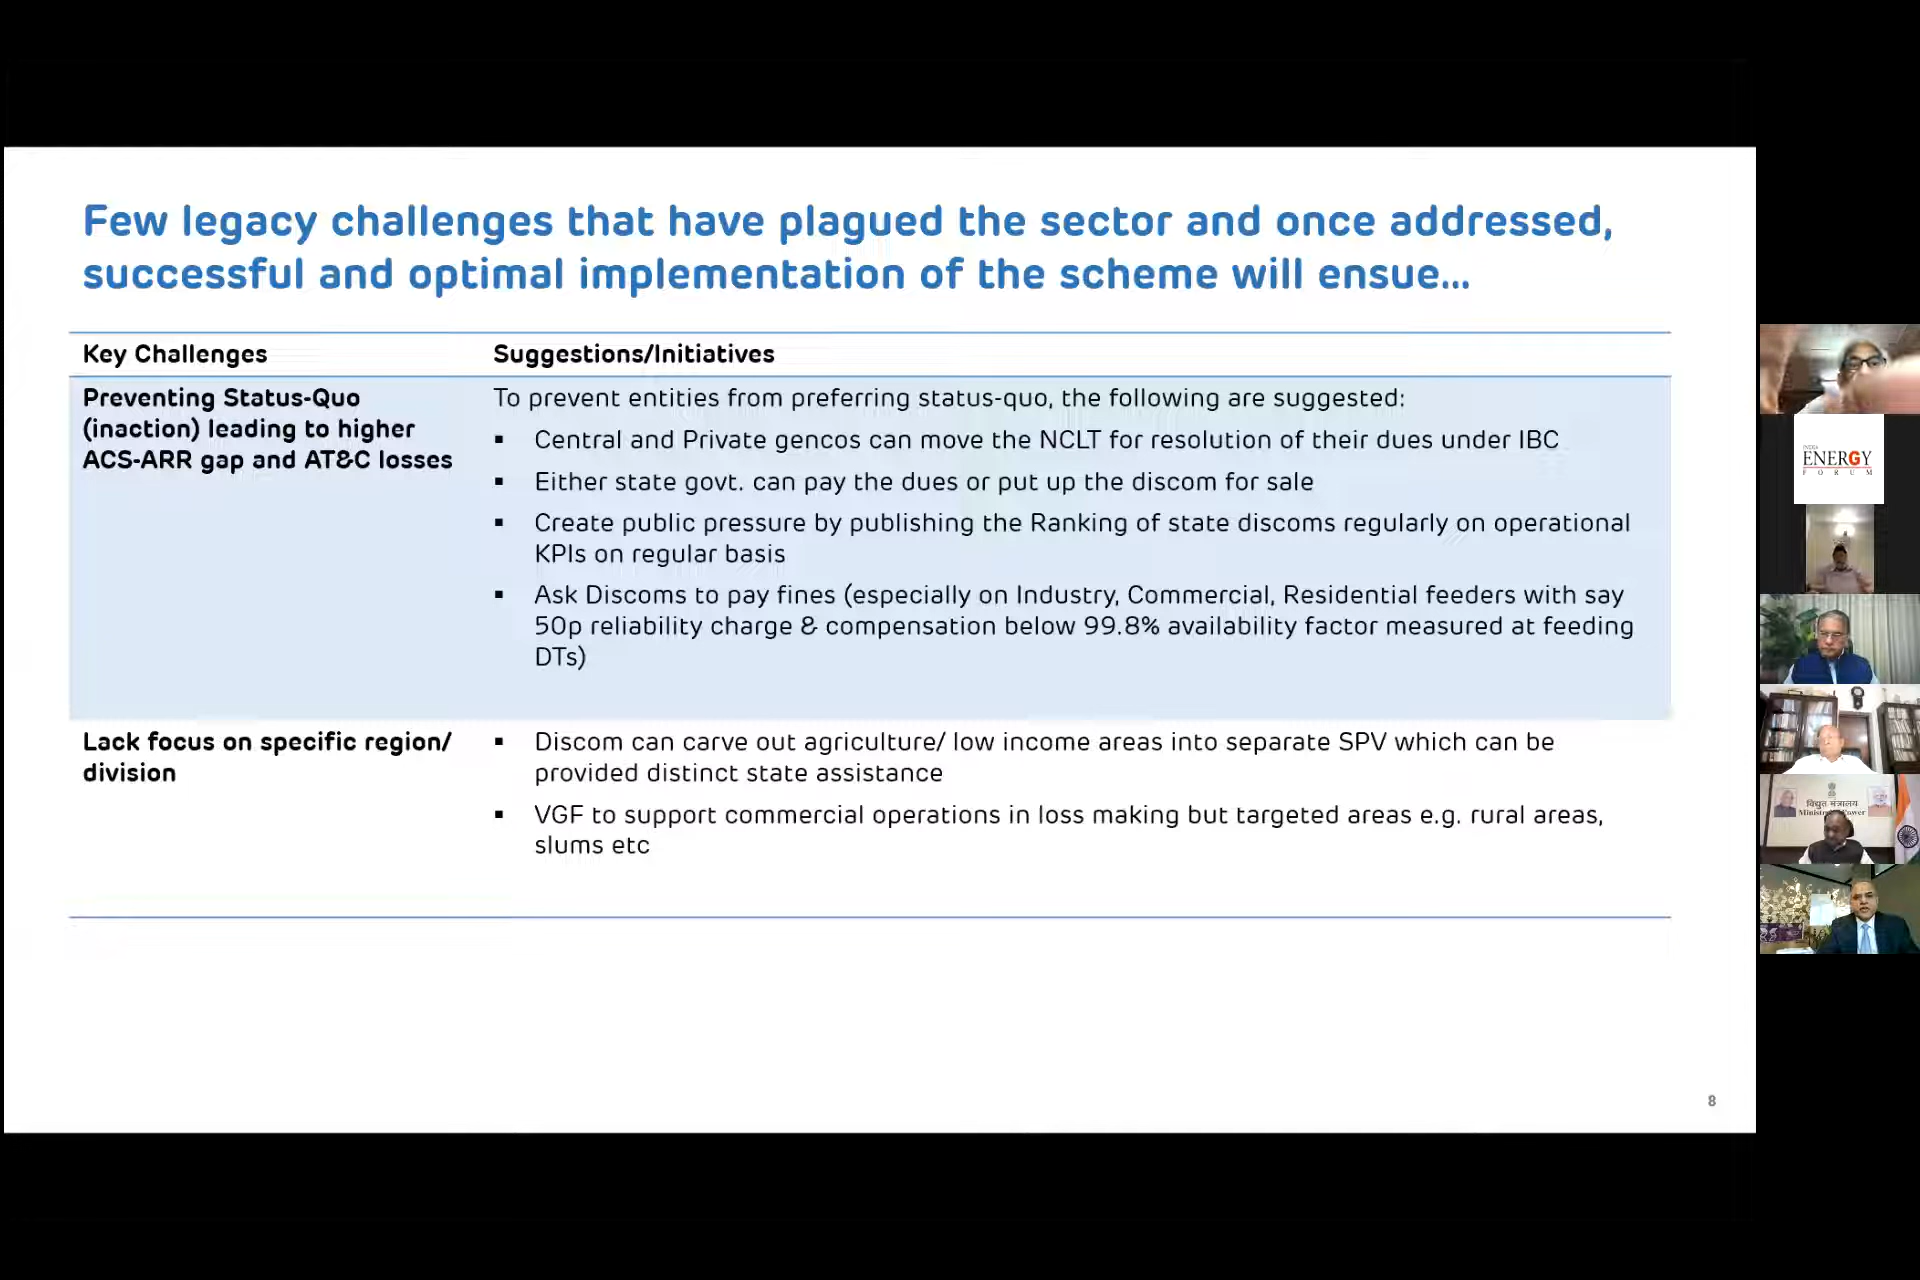 Few legacy challenges that have plagued the sector and once addressed,
successful and optimal implementation of the scheme will ensue...
Key Challenges
Suggestions/Initiatives
Preventing Status-Quo
(inaction) leading to higher
ACS-ARR gap and AT&C losses
To prevent entities from preferring status-quo, the following are suggested:
▪ Central and Private gencos can move the NCLT for resolution of their dues under IBC
▪ Either state govt. can pay the dues or put up the discom for sale
▪ Create public pressure by publishing the Ranking of state discoms regularly on operational
KPIs on regular basis
▪ Ask Discoms to pay fines (especially on Industry, Commercial, Residential feeders with say
50p reliability charge & compensation below 99.8% availability factor measured at feeding
DTs)
Lack focus on specific region/
division
▪ Discom can carve out agriculture/ low income areas into separate SPV which can be
provided distinct state assistance
▪ VGF to support commercial operations in loss making but targeted areas e.g. rural areas,
slums etc
8
INDIA
ENERGY
FORUM
विद्युत मंत्रालय